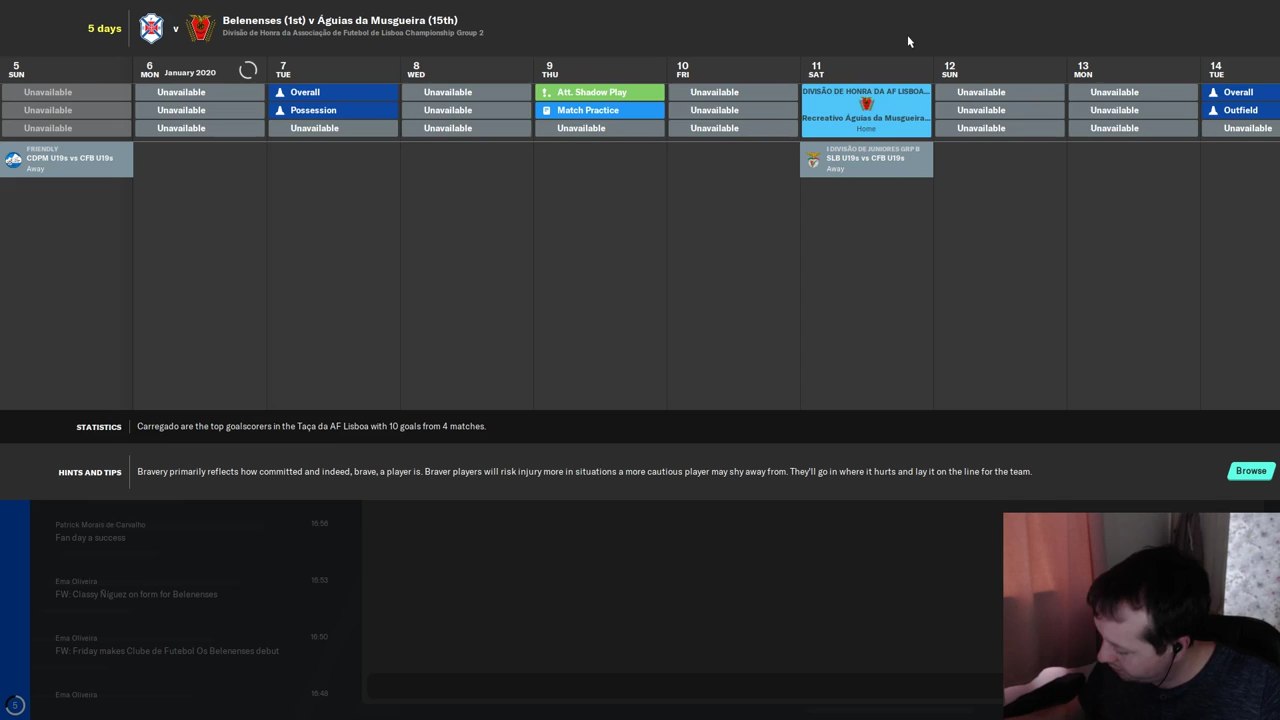 5 days
v
Belenenses (1st) v Águias da Musgueira (15th)
Divisão de Honra da Associação de Futebol de Lisboa Championship Group 2
5
SUN
6
MON January 2020
7
TUE
8
WED
9
THU
10
FRI
11
SAT
12
SUN
13
MON
14
TUE
Unavailable
Unavailable
Overall
Unavailable
Att. Shadow Play
Unavailable
DIVISÃO DE HONRA DA AF LISBOA...
Unavailable
Unavailable
Overall
Unavailable
Unavailable
Possession
Unavailable
Match Practice
Unavailable
Recreativo Águias da Musgueira...
Unavailable
Unavailable
Outfield
Unavailable
Unavailable
Unavailable
Unavailable
Unavailable
Unavailable
Home
Unavailable
Unavailable
Unavailable
FRIENDLY
CDPM U19s vs CFB U19s
Away
I DIVISÃO DE JUNIORES GRP B
SLB U19s vs CFB U19s
Away
STATISTICS
Carregado are the top goalscorers in the Taça da AF Lisboa with 10 goals from 4 matches.
HINTS AND TIPS
Bravery primarily reflects how committed and indeed, brave, a player is. Braver players will risk injury more in situations a more cautious player may shy away from. They'll go in where it hurts and lay it on the line for the team.
Browse
Patrick Morais de Carvalho 16:56
Fan day a success
Ema Oliveira 16:53
FW: Classy Ñíguez on form for Belenenses
Ema Oliveira 16:50
FW: Friday makes Clube de Futebol Os Belenenses debut
Ema Oliveira 16:48
5